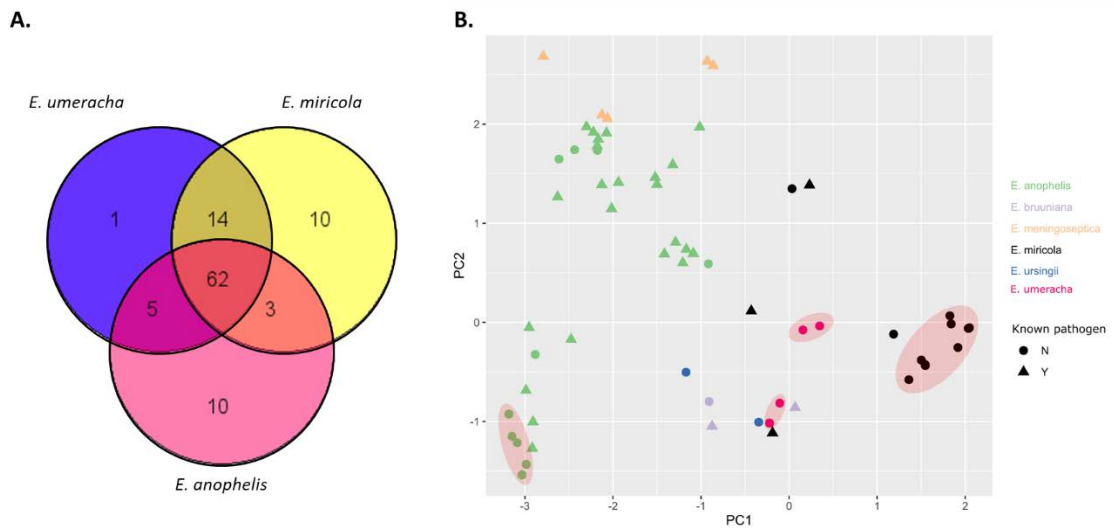 A.
E. umeracha
E. miricola
1
14
10
62
5
3
10
E. anophelis
B.
PC2
2
1
0
-1
-3
-2
-1
0
1
2
PC1
E. anophelis
E. bruuniana
E. meningoseptica
E. miricola
E. ursingii
E. umeracha
Known pathogen
N
Y